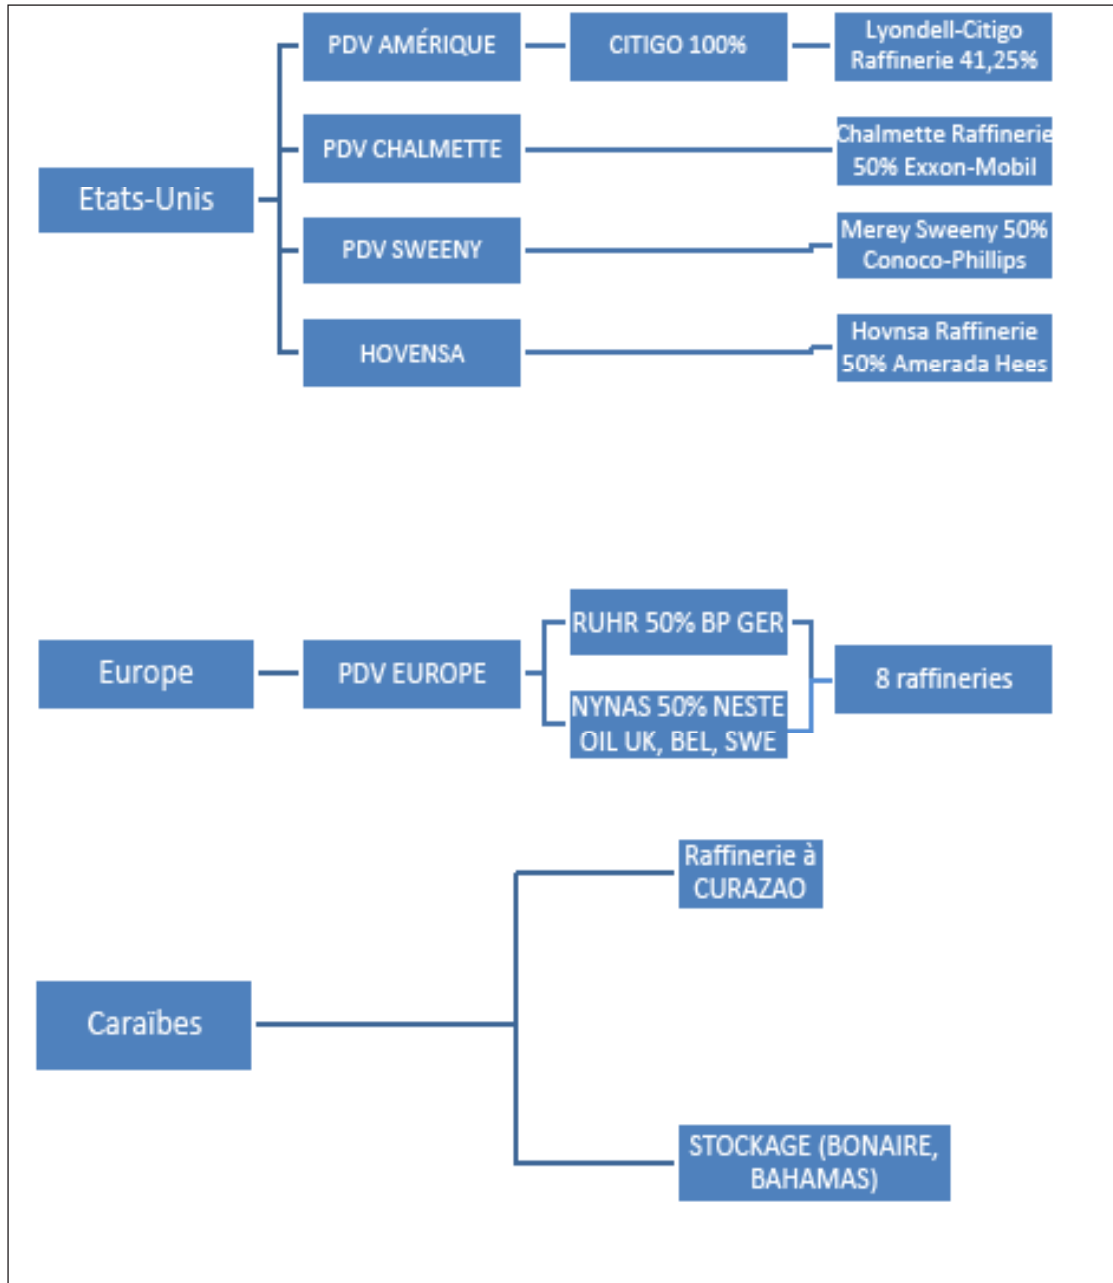 PDV AMÉRIQUE
CITIGO 100%
Lyondell-Citigo
Raffinerie 41,25%
PDV CHALMETTE
Chalmette Raffinerie
50% Exxon-Mobil
Etats-Unis
PDV SWEENY
Merey Sweeny 50%
Conoco-Phillips
HOVENSA
Hovnsa Raffinerie
50% Amerada Hees
Europe
PDV EUROPE
RUHR 50% BP GER
NYNAS 50% NESTE
OIL UK, BEL, SWE
8 raffineries
Caraïbes
Raffinerie à
CURAZAO
STOCKAGE (BONAIRE,
BAHAMAS)